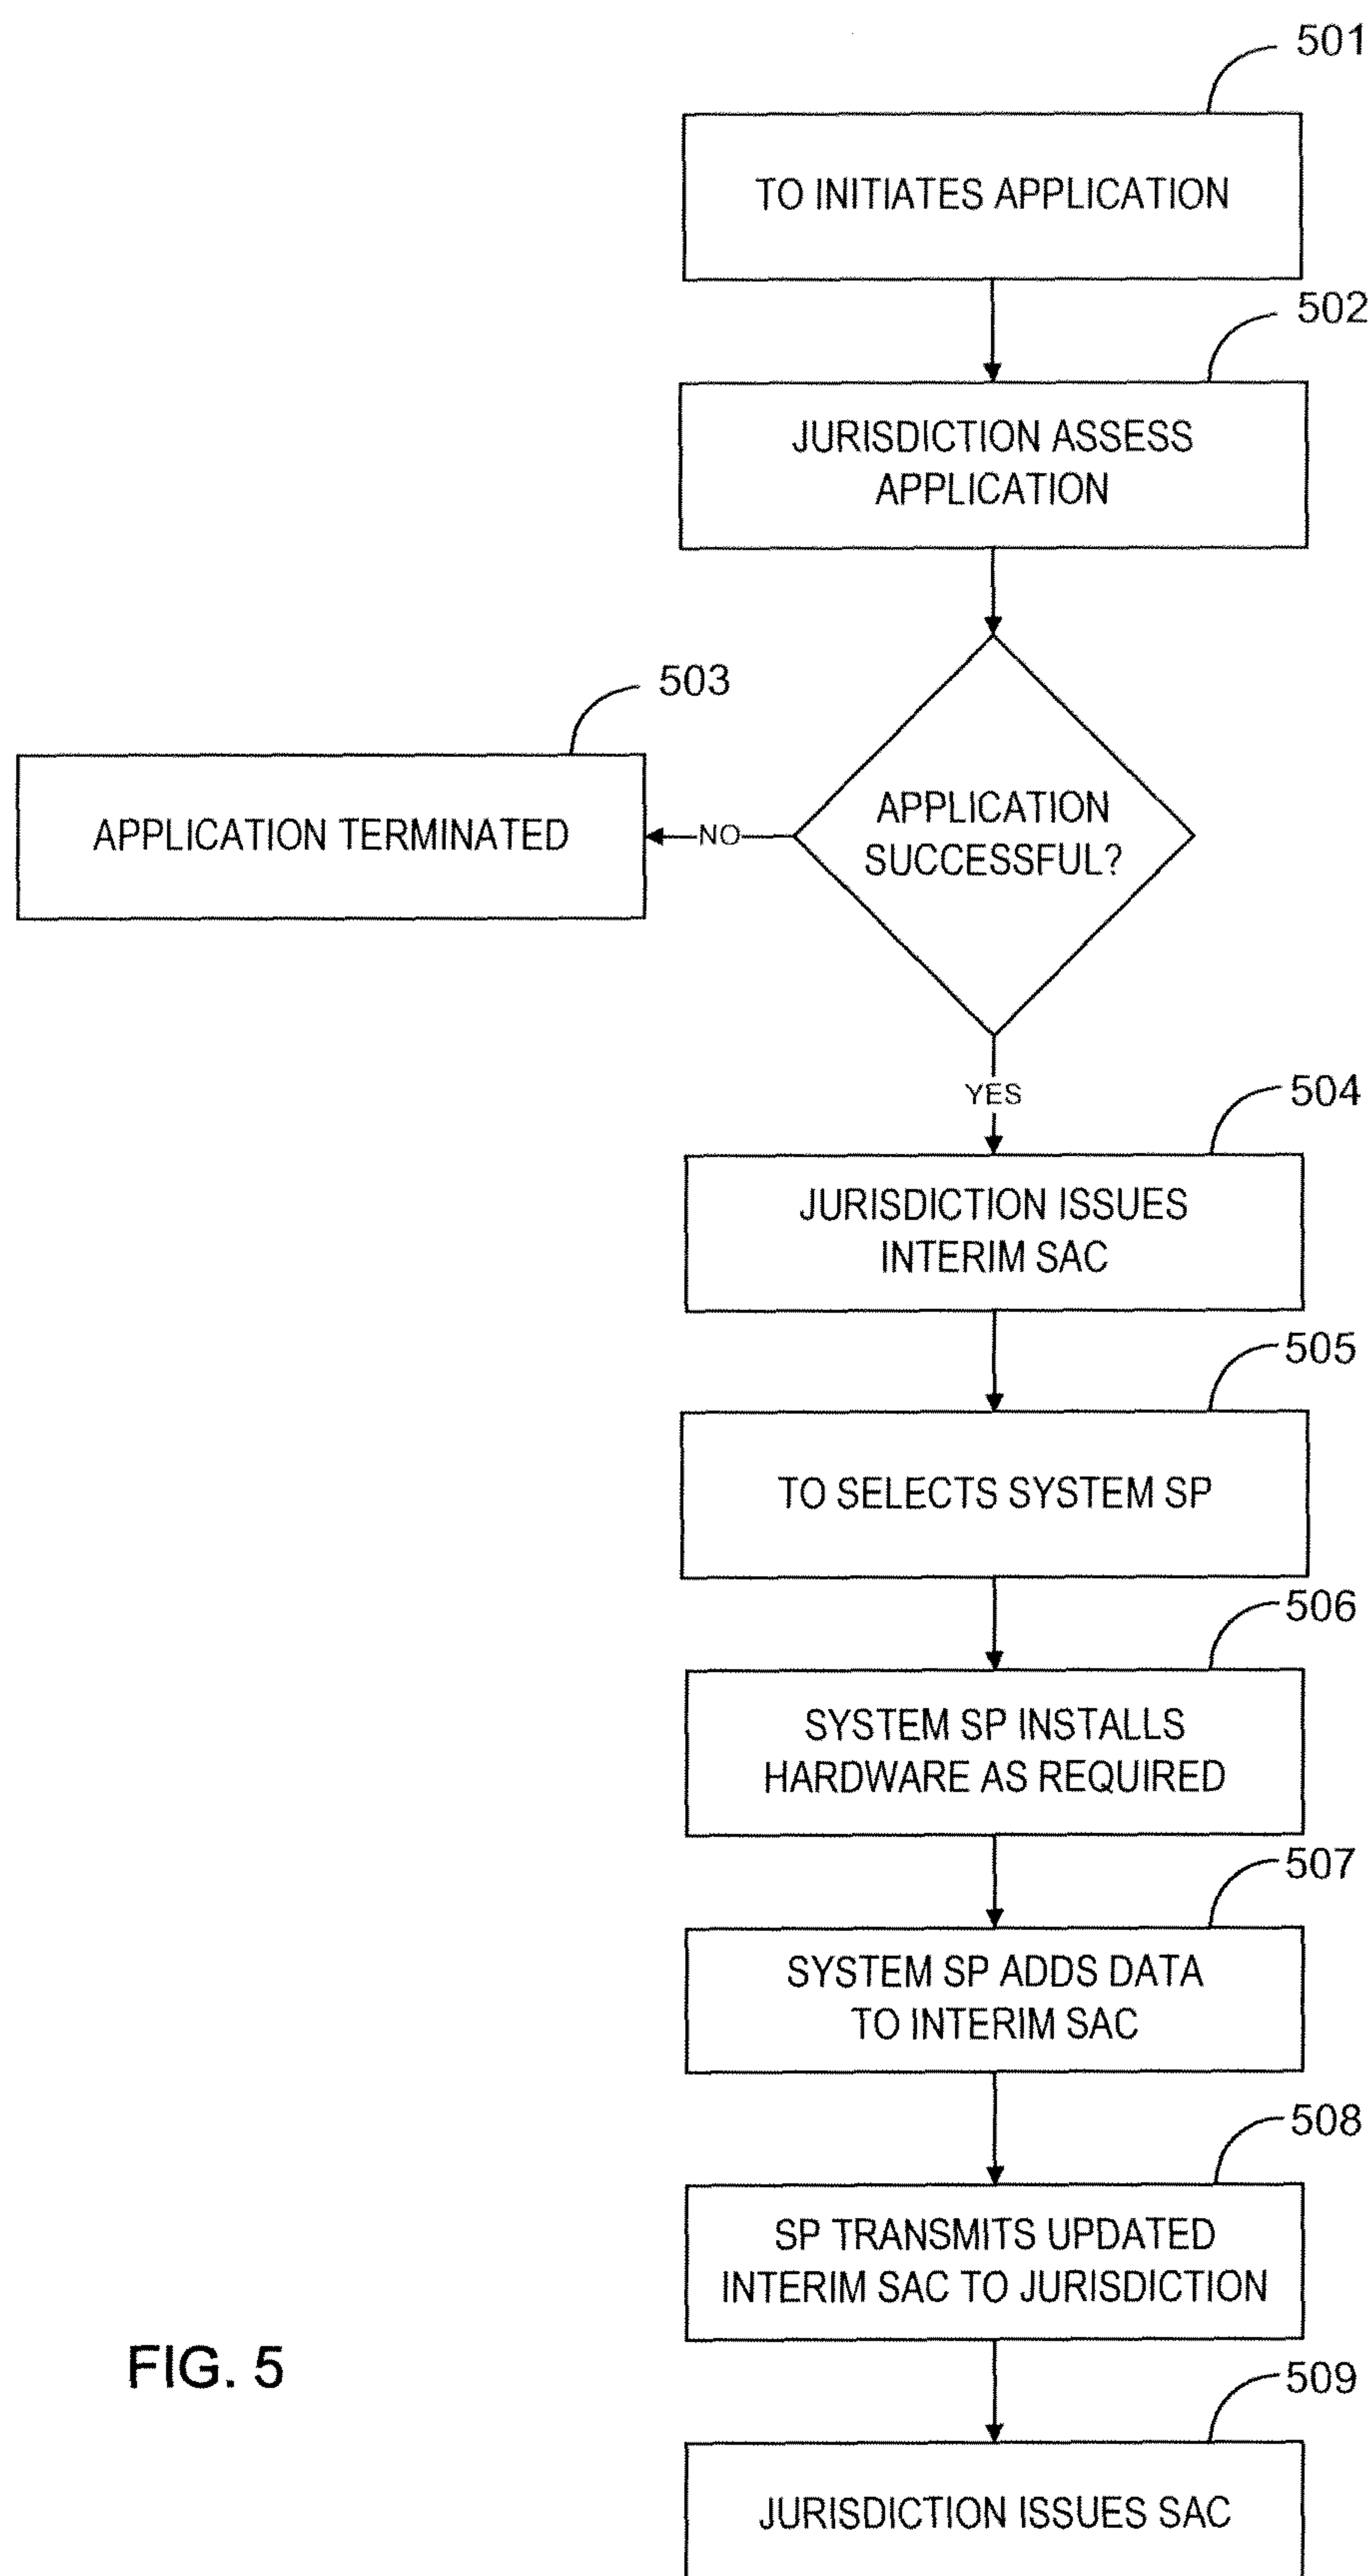 501
TO INITIATES APPLICATION
502
JURISDICTION ASSESS
APPLICATION
503
APPLICATION TERMINATED
NO
APPLICATION
SUCCESSFUL?
YES
504
JURISDICTION ISSUES
INTERIM SAC
505
TO SELECTS SYSTEM SP
506
SYSTEM SP INSTALLS
HARDWARE AS REQUIRED
507
SYSTEM SP ADDS DATA
TO INTERIM SAC
508
SP TRANSMITS UPDATED
INTERIM SAC TO JURISDICTION
FIG. 5
509
JURISDICTION ISSUES SAC